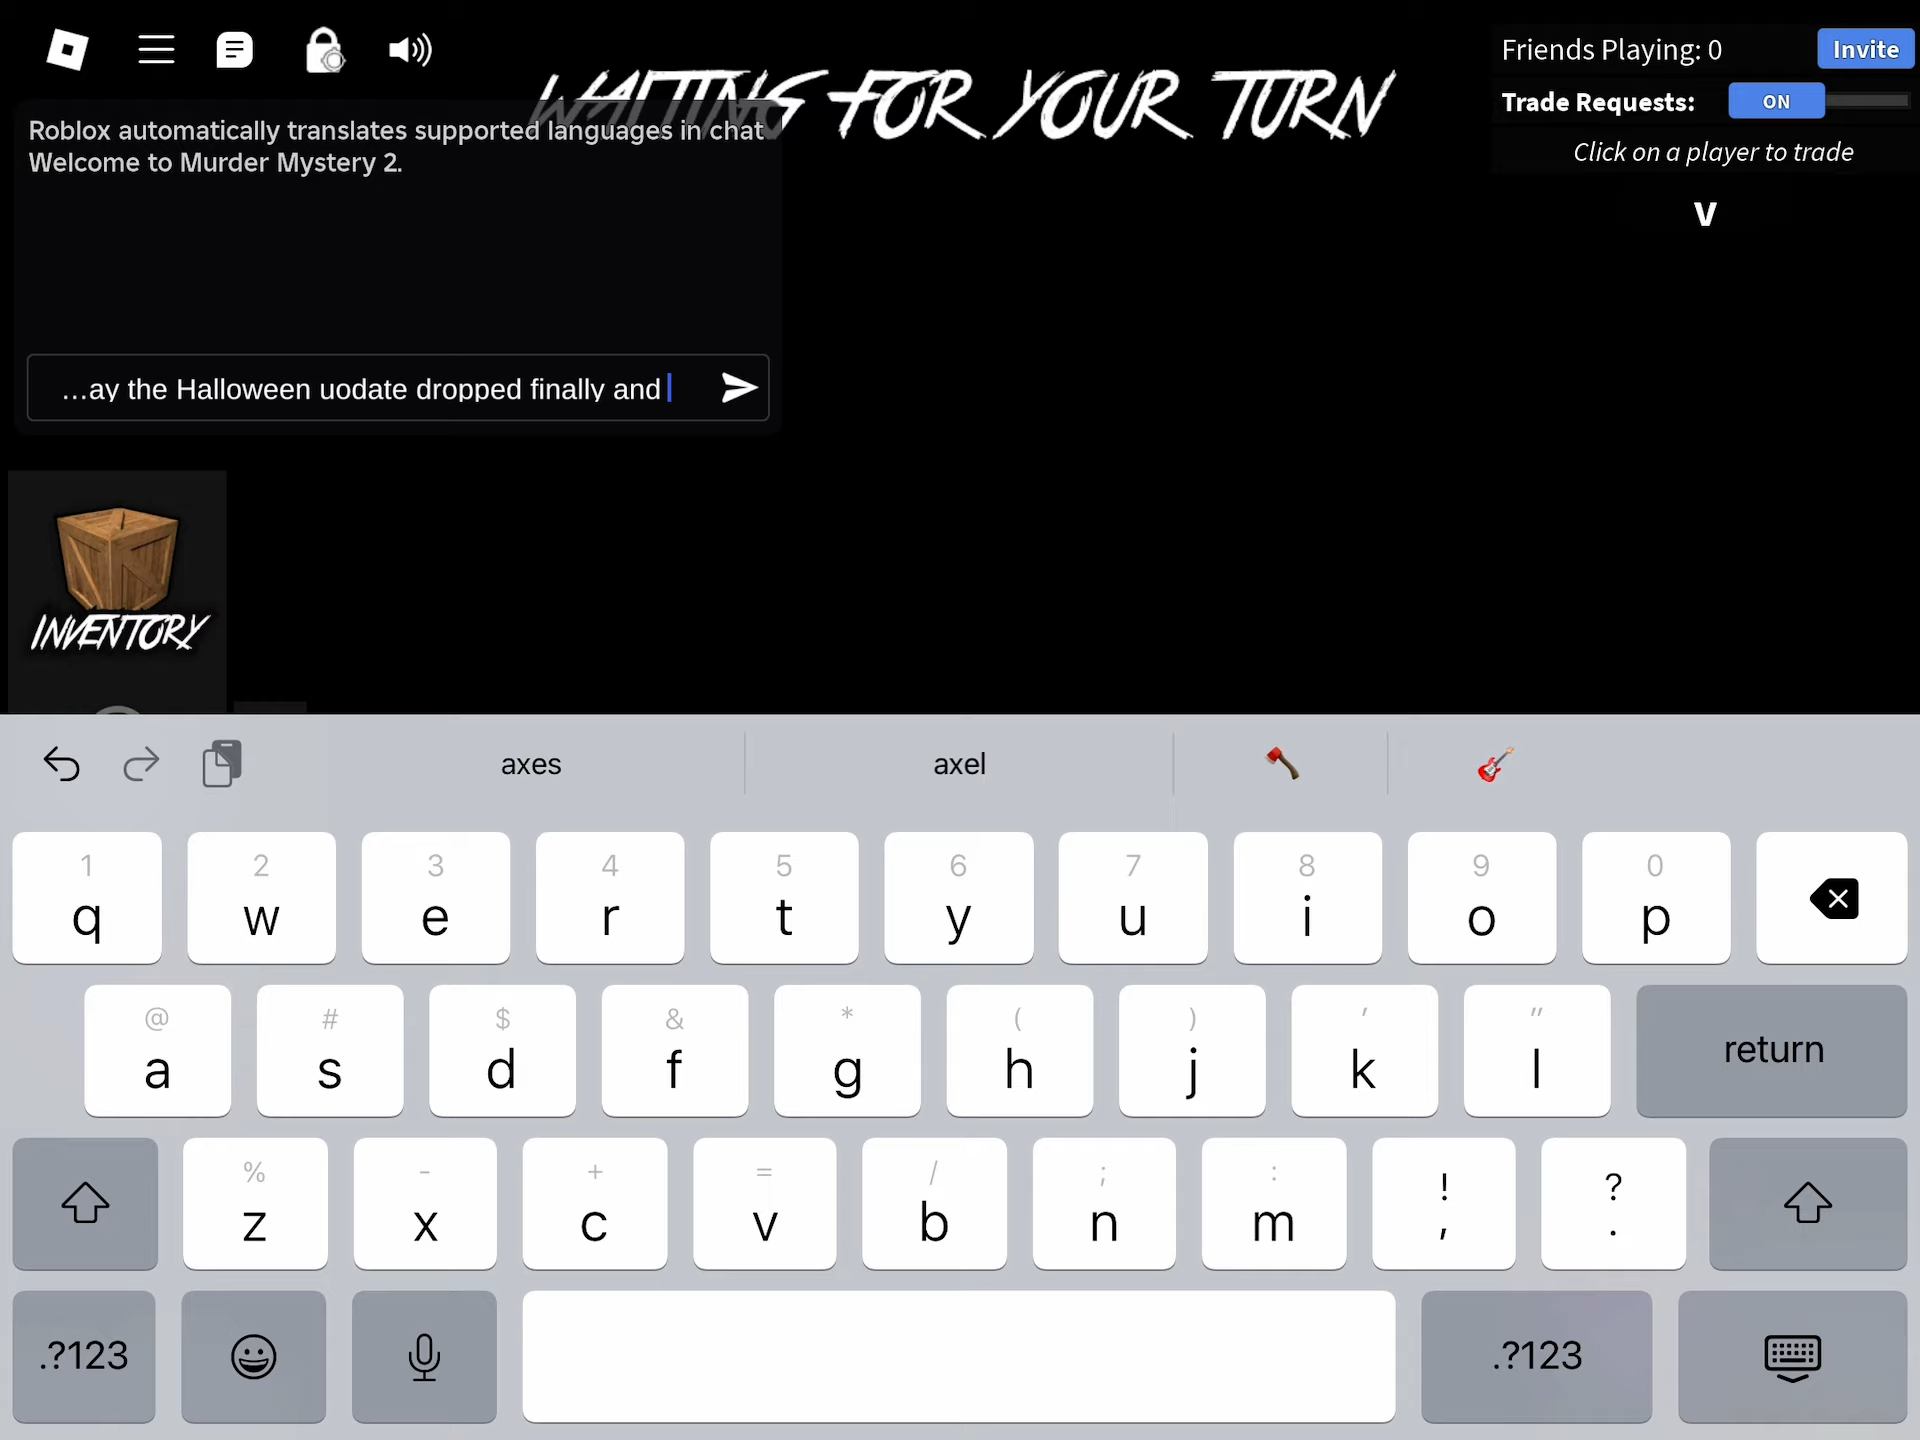 WAITING FOR YOUR TURN
Friends Playing: 0
Invite
Trade Requests:
ON
Click on a player to trade
V
Roblox automatically translates supported languages in chat
Welcome to Murder Mystery 2.
...ay the Halloween uodate dropped finally and
INVENTORY
axes
axel
1 2 3 4 5 6 7 8 9 0
q w e r t y u i o p
@ # $ & * ( ) ' "
a s d f g h j k l
return
% - + = / ; : ! ?
z x c v b n m , .
.?123
.?123